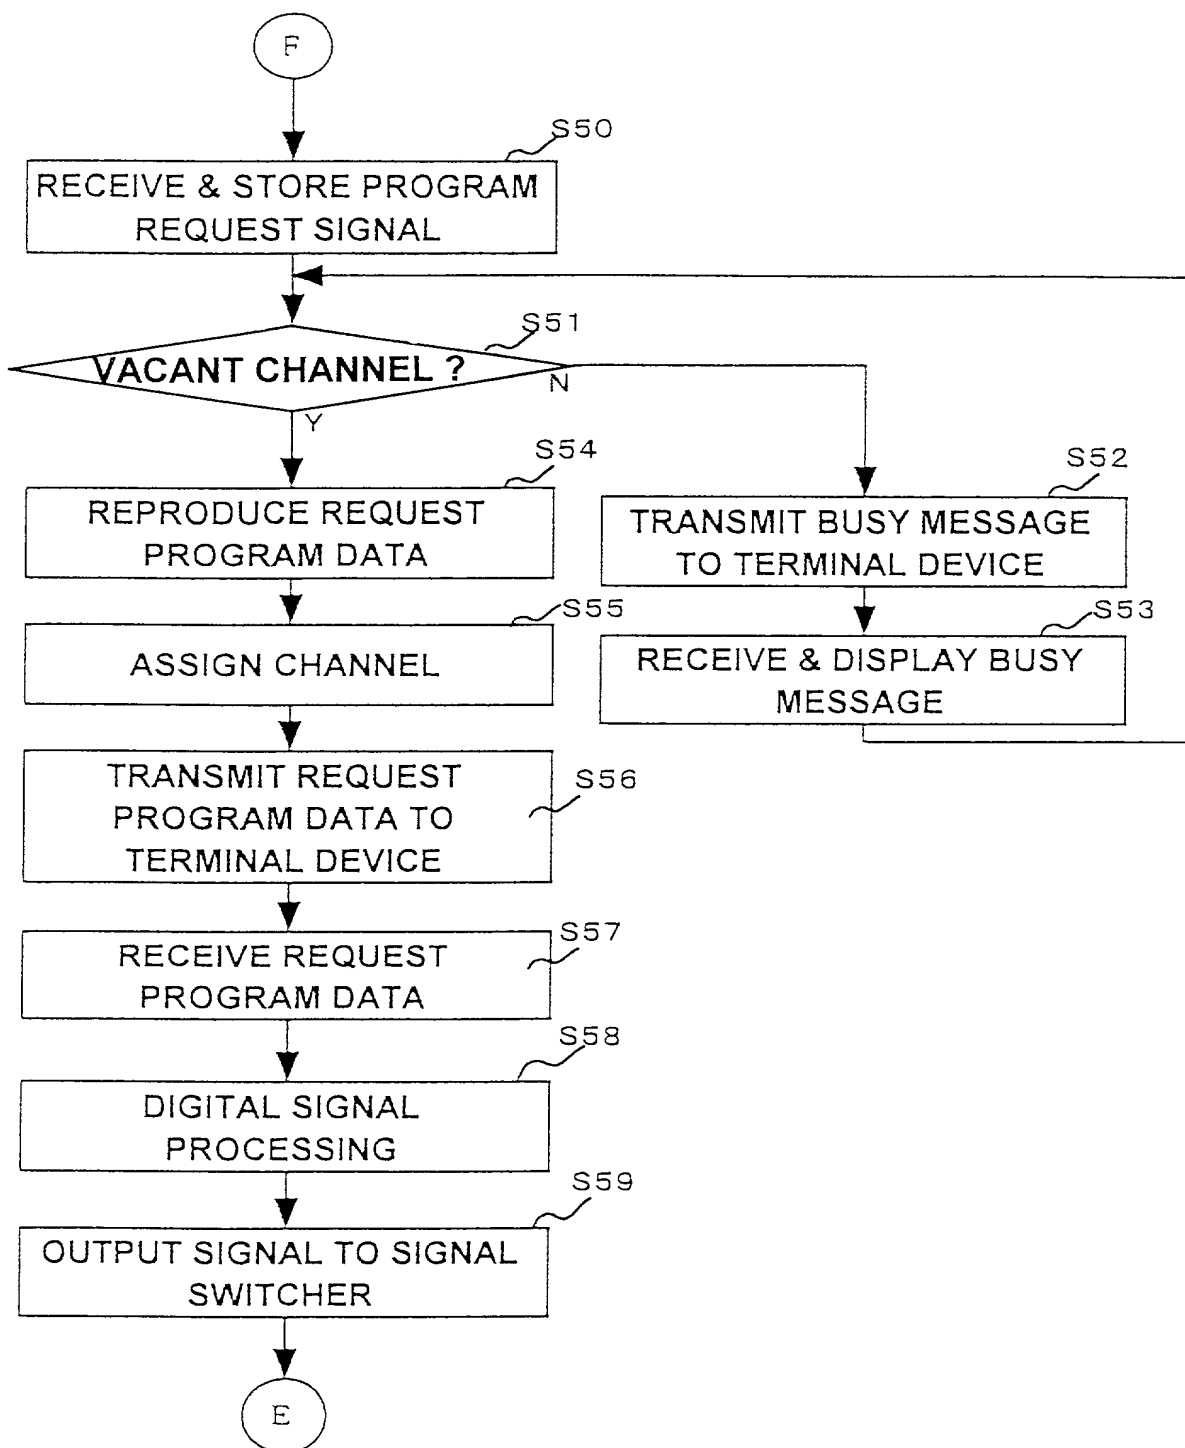 F
S50
RECEIVE & STORE PROGRAM
REQUEST SIGNAL
S51
VACANT CHANNEL ?
N
Y
S54
REPRODUCE REQUEST
PROGRAM DATA
S52
TRANSMIT BUSY MESSAGE
TO TERMINAL DEVICE
S55
ASSIGN CHANNEL
S53
RECEIVE & DISPLAY BUSY
MESSAGE
TRANSMIT REQUEST
PROGRAM DATA TO
TERMINAL DEVICE
S56
S57
RECEIVE REQUEST
PROGRAM DATA
S58
DIGITAL SIGNAL
PROCESSING
S59
OUTPUT SIGNAL TO SIGNAL
SWITCHER
E